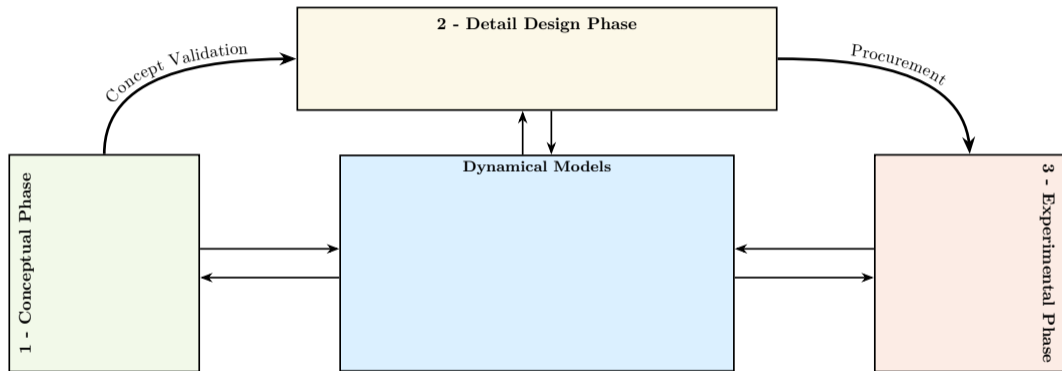 2 - Detail Design Phase
Concept Validation
Procurement
1 - Conceptual Phase
Dynamical Models
3 - Experimental Phase